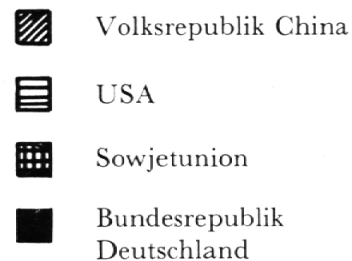 Volksrepublik China
USA
Sowjetunion
Bundesrepublik
Deutschland